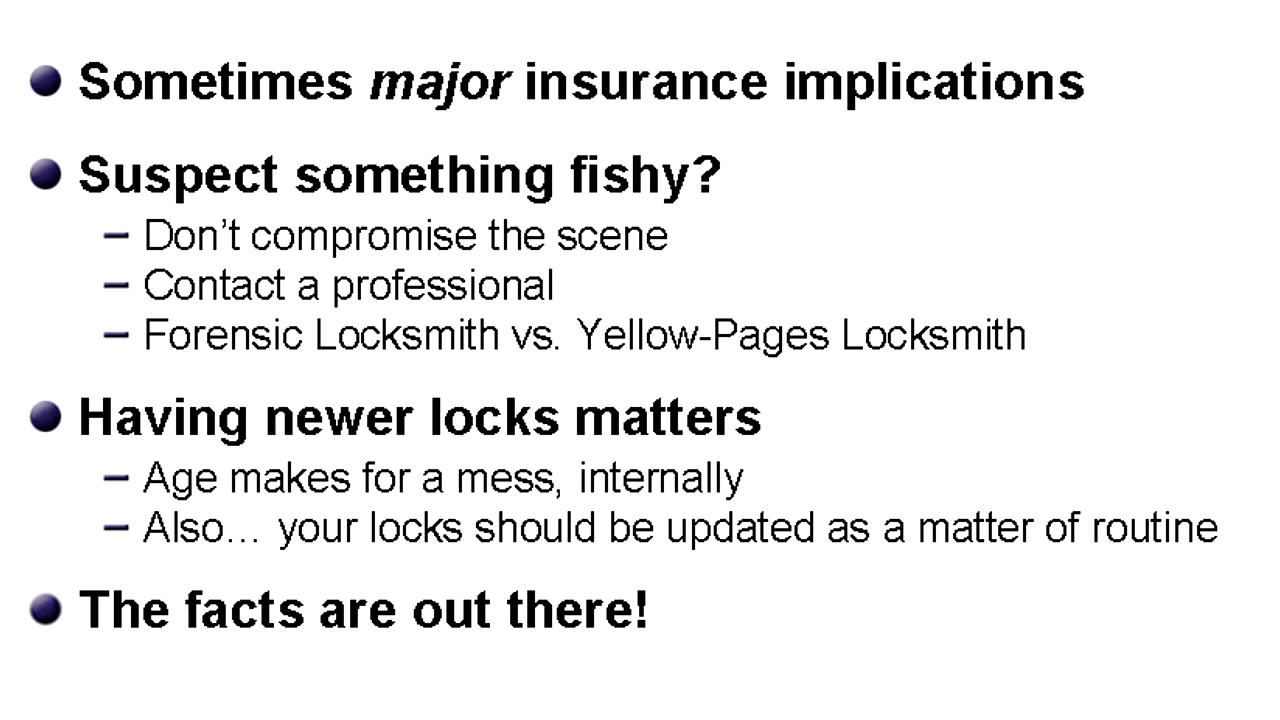 Sometimes major insurance implications
Suspect something fishy?
– Don't compromise the scene
– Contact a professional
– Forensic Locksmith vs. Yellow-Pages Locksmith
Having newer locks matters
– Age makes for a mess, internally
– Also... your locks should be updated as a matter of routine
The facts are out there!